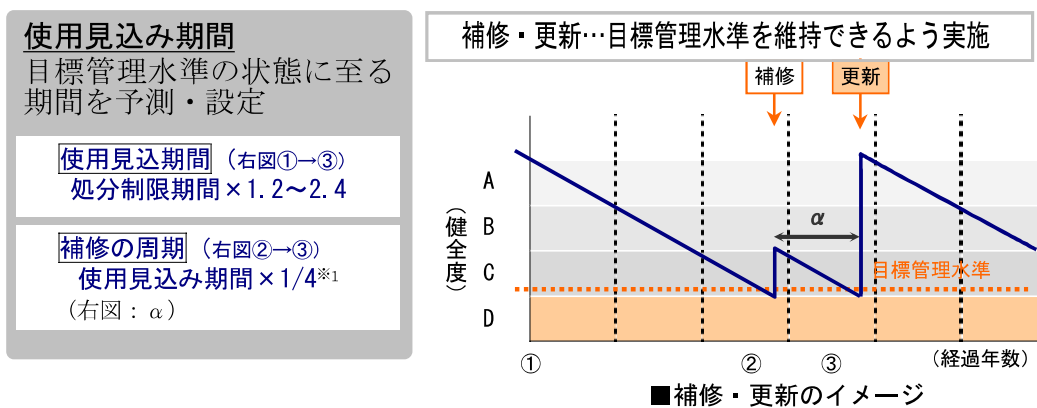 使用見込み期間
目標管理水準の状態に至る
期間を予測・設定
使用見込期間（右図①→③）
処分制限期間×1.2～2.4
補修の周期（右図②→③）
使用見込み期間×1/4※1
（右図：α）
補修・更新…目標管理水準を維持できるよう実施
補修
更新
（健全度）
A
B
C
D
α
目標管理水準
①
②
③
（経過年数）
■補修・更新のイメージ